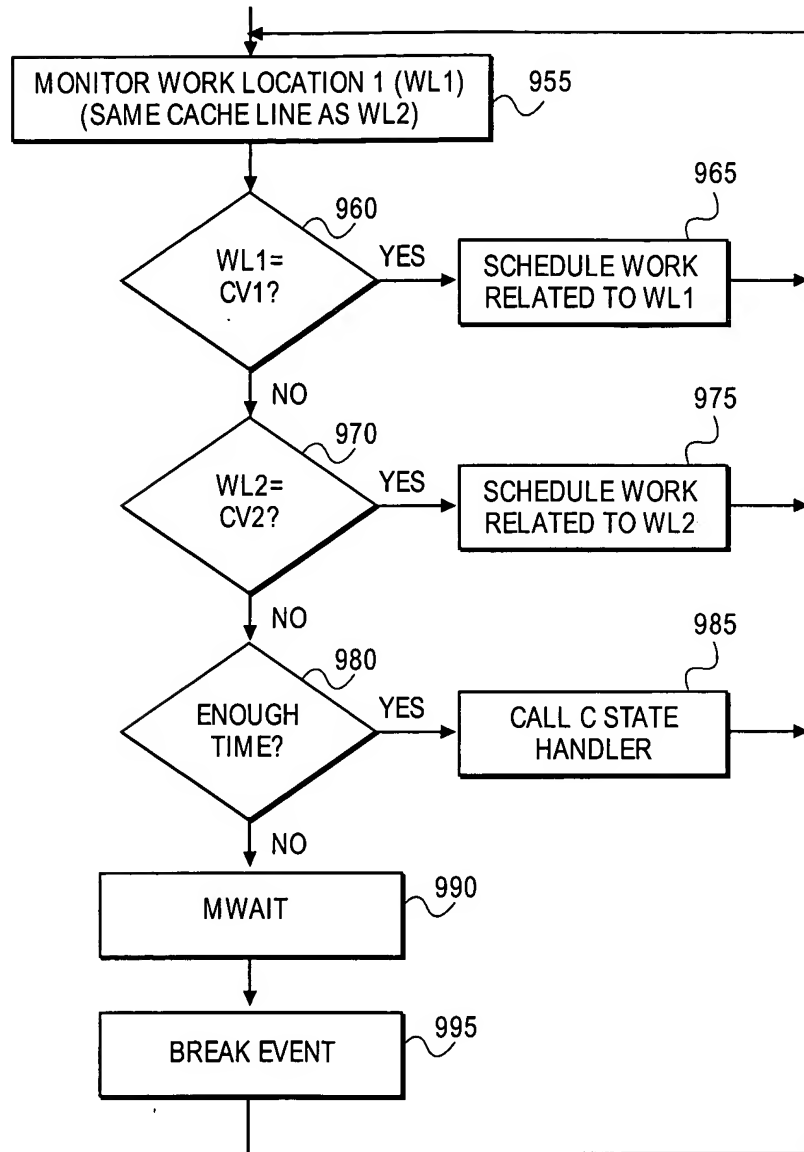 MONITOR WORK LOCATION 1 (WL1)
(SAME CACHE LINE AS WL2)
955
960
WL1=
CV1?
YES
965
SCHEDULE WORK
RELATED TO WL1
NO
970
WL2=
CV2?
YES
975
SCHEDULE WORK
RELATED TO WL2
NO
980
ENOUGH
TIME?
YES
985
CALL C STATE
HANDLER
NO
MWAIT
990
BREAK EVENT
995